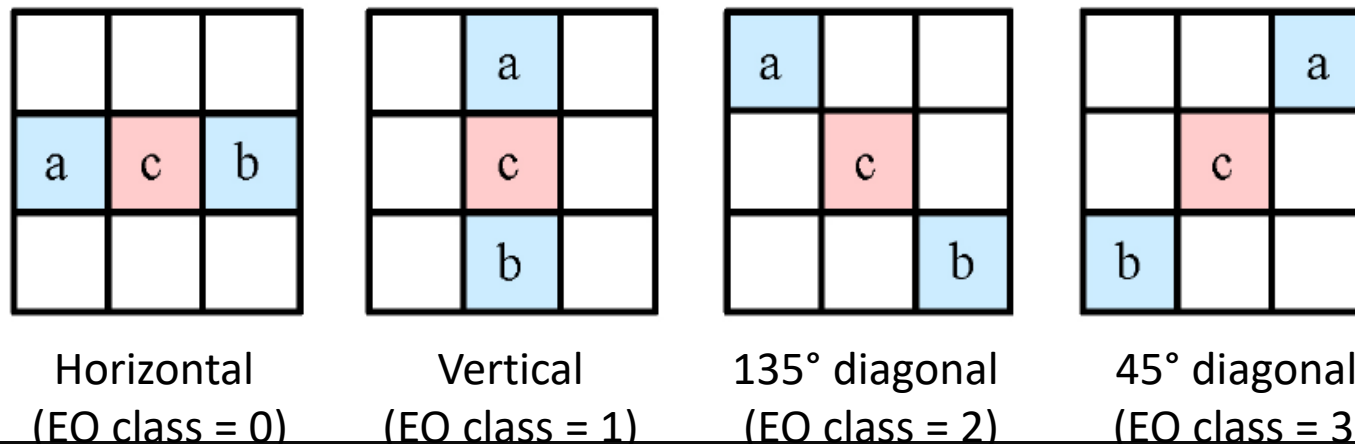 a a a
a c b c c c
b b b
Horizontal Vertical 135° diagonal 45° diagonal
(EO class = 0) (EO class = 1) (EO class = 2) (EO class = 3